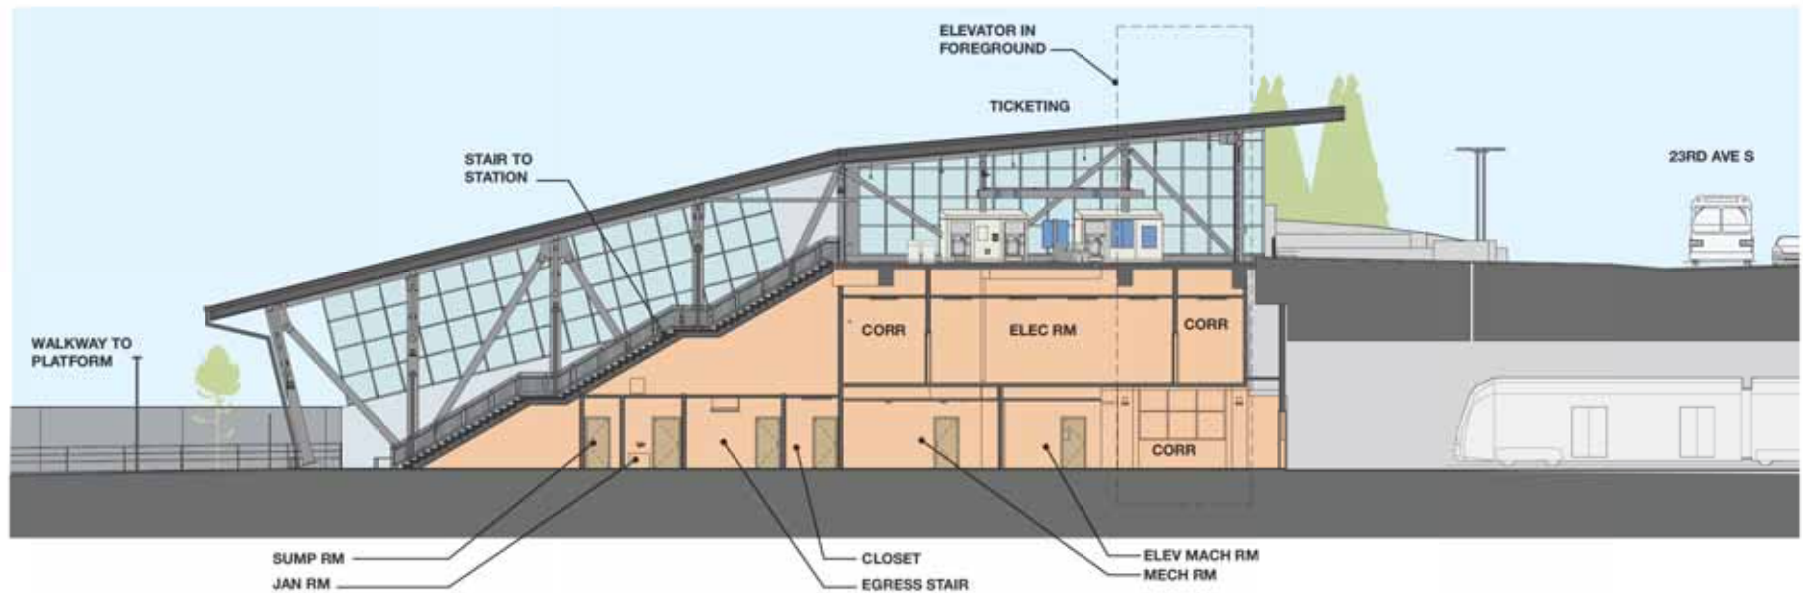 ELEVATOR IN
FOREGROUND
TICKETING
STAIR TO
STATION
23RD AVE S
WALKWAY TO
PLATFORM
CORR
ELEC RM
CORR
CORR
SUMP RM
JAN RM
CLOSET
EGRESS STAIR
ELEV MACH RM
MECH RM